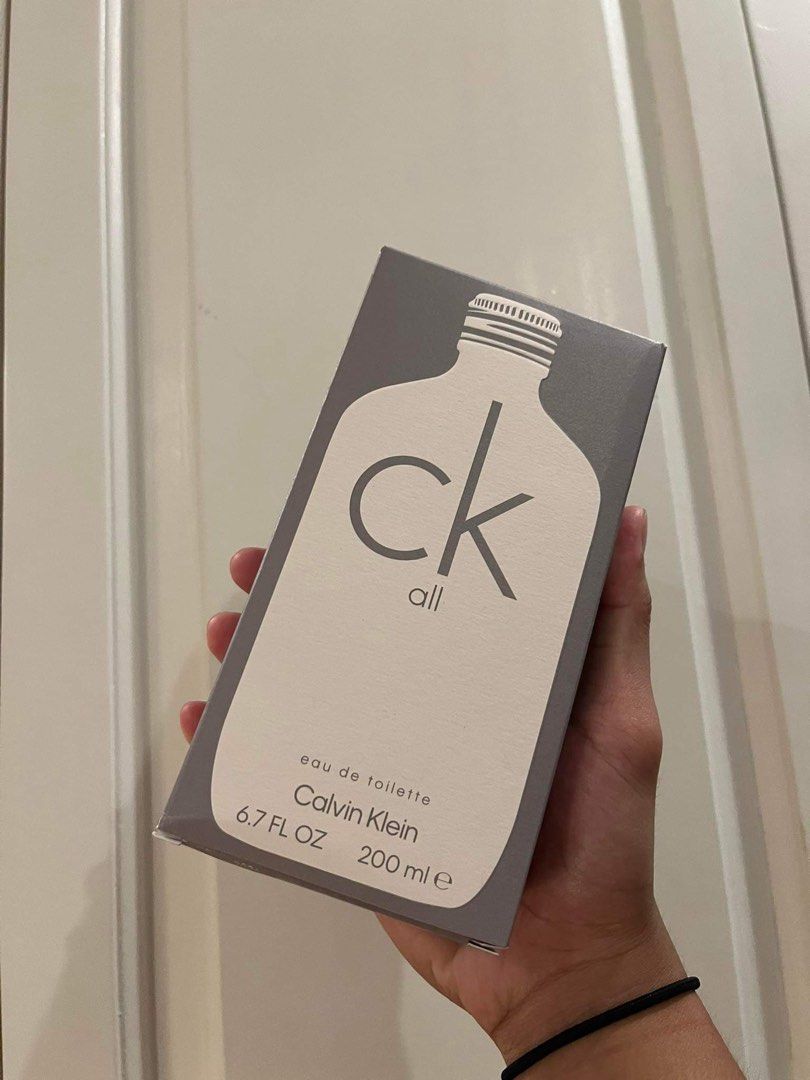 ck
all
eau de toilette
Calvin Klein
6.7 FL OZ 200 ml ℮